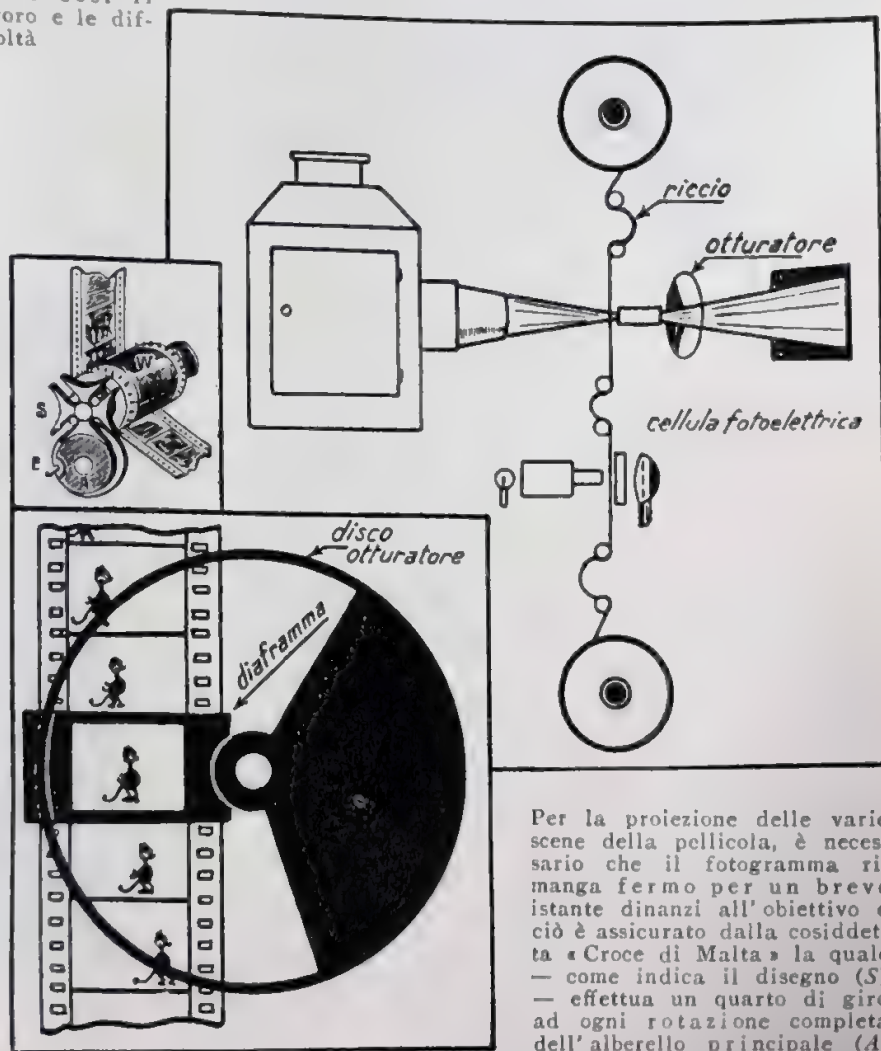 voro e le dif-
oltà
riccio
otturatore
cellula fotoelettrica
W
S
E
A
disco
otturatore
diaframma
Per la proiezione delle varie
scene della pellicola, è neces-
sario che il fotogramma ri-
manga fermo per un breve
istante dinanzi all'obiettivo e
ciò è assicurato dalla cosiddet-
ta « Croce di Malta » la quale
— come indica il disegno (S)
— effettua un quarto di giro
ad ogni rotazione completa
dell'alberello principale (A)